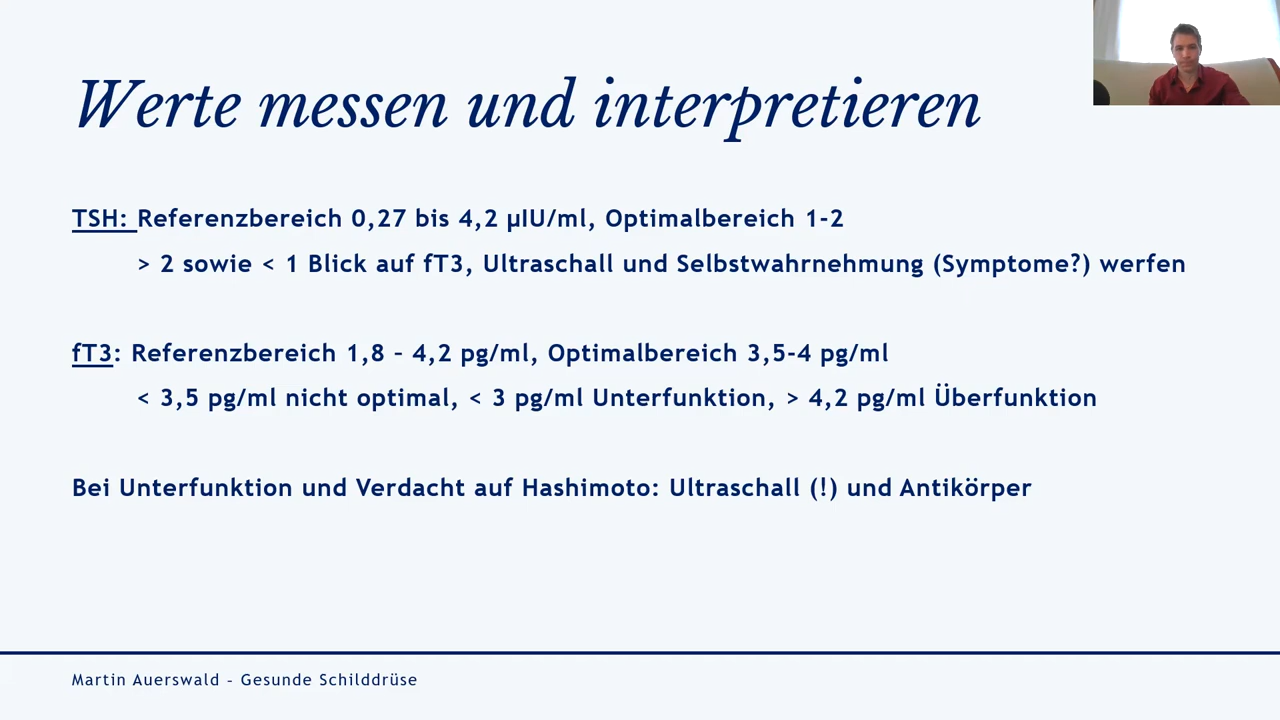 Werte messen und interpretieren
TSH: Referenzbereich 0,27 bis 4,2 µIU/ml, Optimalbereich 1-2
> 2 sowie < 1 Blick auf fT3, Ultraschall und Selbstwahrnehmung (Symptome?) werfen
fT3: Referenzbereich 1,8 – 4,2 pg/ml, Optimalbereich 3,5-4 pg/ml
< 3,5 pg/ml nicht optimal, < 3 pg/ml Unterfunktion, > 4,2 pg/ml Überfunktion
Bei Unterfunktion und Verdacht auf Hashimoto: Ultraschall (!) und Antikörper
Martin Auerswald – Gesunde Schilddrüse